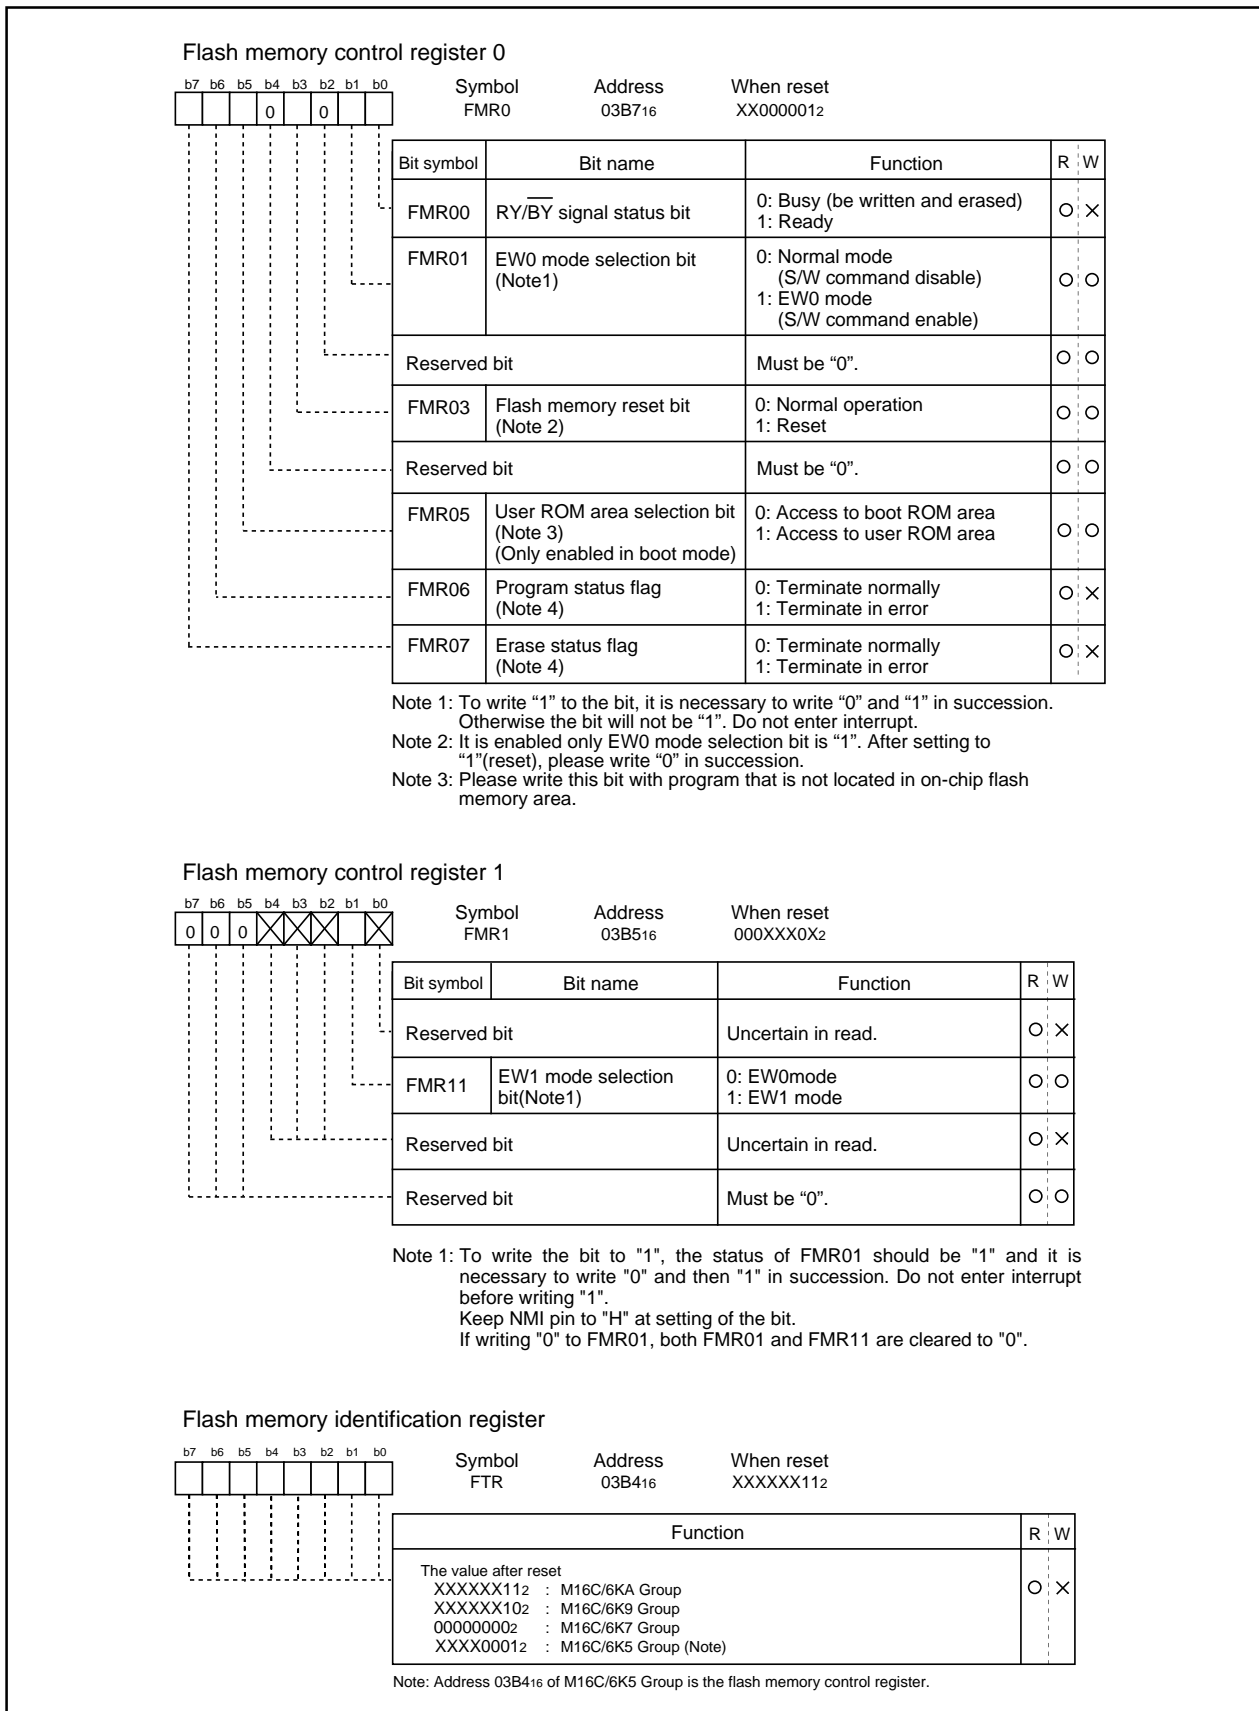 Flash memory control register 0
b7 b6 b5 b4 b3 b2 b1 b0
Symbol Address When reset
0 0 FMR0 03B716 XX0000012
Bit symbol Bit name Function R W
FMR00 RY/BY signal status bit 0: Busy (be written and erased)
1: Ready
FMR01 EW0 mode selection bit 0: Normal mode
(Note1) (S/W command disable)
1: EW0 mode
(S/W command enable)
Reserved bit Must be “0”.
FMR03 Flash memory reset bit 0: Normal operation
(Note 2) 1: Reset
Reserved bit Must be “0”.
FMR05 User ROM area selection bit 0: Access to boot ROM area
(Note 3) 1: Access to user ROM area
(Only enabled in boot mode)
FMR06 Program status flag 0: Terminate normally
(Note 4) 1: Terminate in error
FMR07 Erase status flag 0: Terminate normally
(Note 4) 1: Terminate in error
Note 1: To write “1” to the bit, it is necessary to write “0” and “1” in succession.
Otherwise the bit will not be “1”. Do not enter interrupt.
Note 2: It is enabled only EW0 mode selection bit is “1”. After setting to
“1”(reset), please write “0” in succession.
Note 3: Please write this bit with program that is not located in on-chip flash
memory area.
Flash memory control register 1
b7 b6 b5 b4 b3 b2 b1 b0
Symbol Address When reset
0 0 0 FMR1 03B516 000XXX0X2
Bit symbol Bit name Function R W
Reserved bit Uncertain in read.
FMR11 EW1 mode selection 0: EW0mode
bit(Note1) 1: EW1 mode
Reserved bit Uncertain in read.
Reserved bit Must be “0”.
Note 1: To write the bit to "1", the status of FMR01 should be "1" and it is
necessary to write "0" and then "1" in succession. Do not enter interrupt
before writing "1".
Keep NMI pin to "H" at setting of the bit.
If writing "0" to FMR01, both FMR01 and FMR11 are cleared to "0".
Flash memory identification register
b7 b6 b5 b4 b3 b2 b1 b0
Symbol Address When reset
FTR 03B416 XXXXXX112
Function R W
The value after reset
XXXXXX112 : M16C/6KA Group
XXXXXX102 : M16C/6K9 Group
000000002 : M16C/6K7 Group
XXXX00012 : M16C/6K5 Group (Note)
Note: Address 03B416 of M16C/6K5 Group is the flash memory control register.